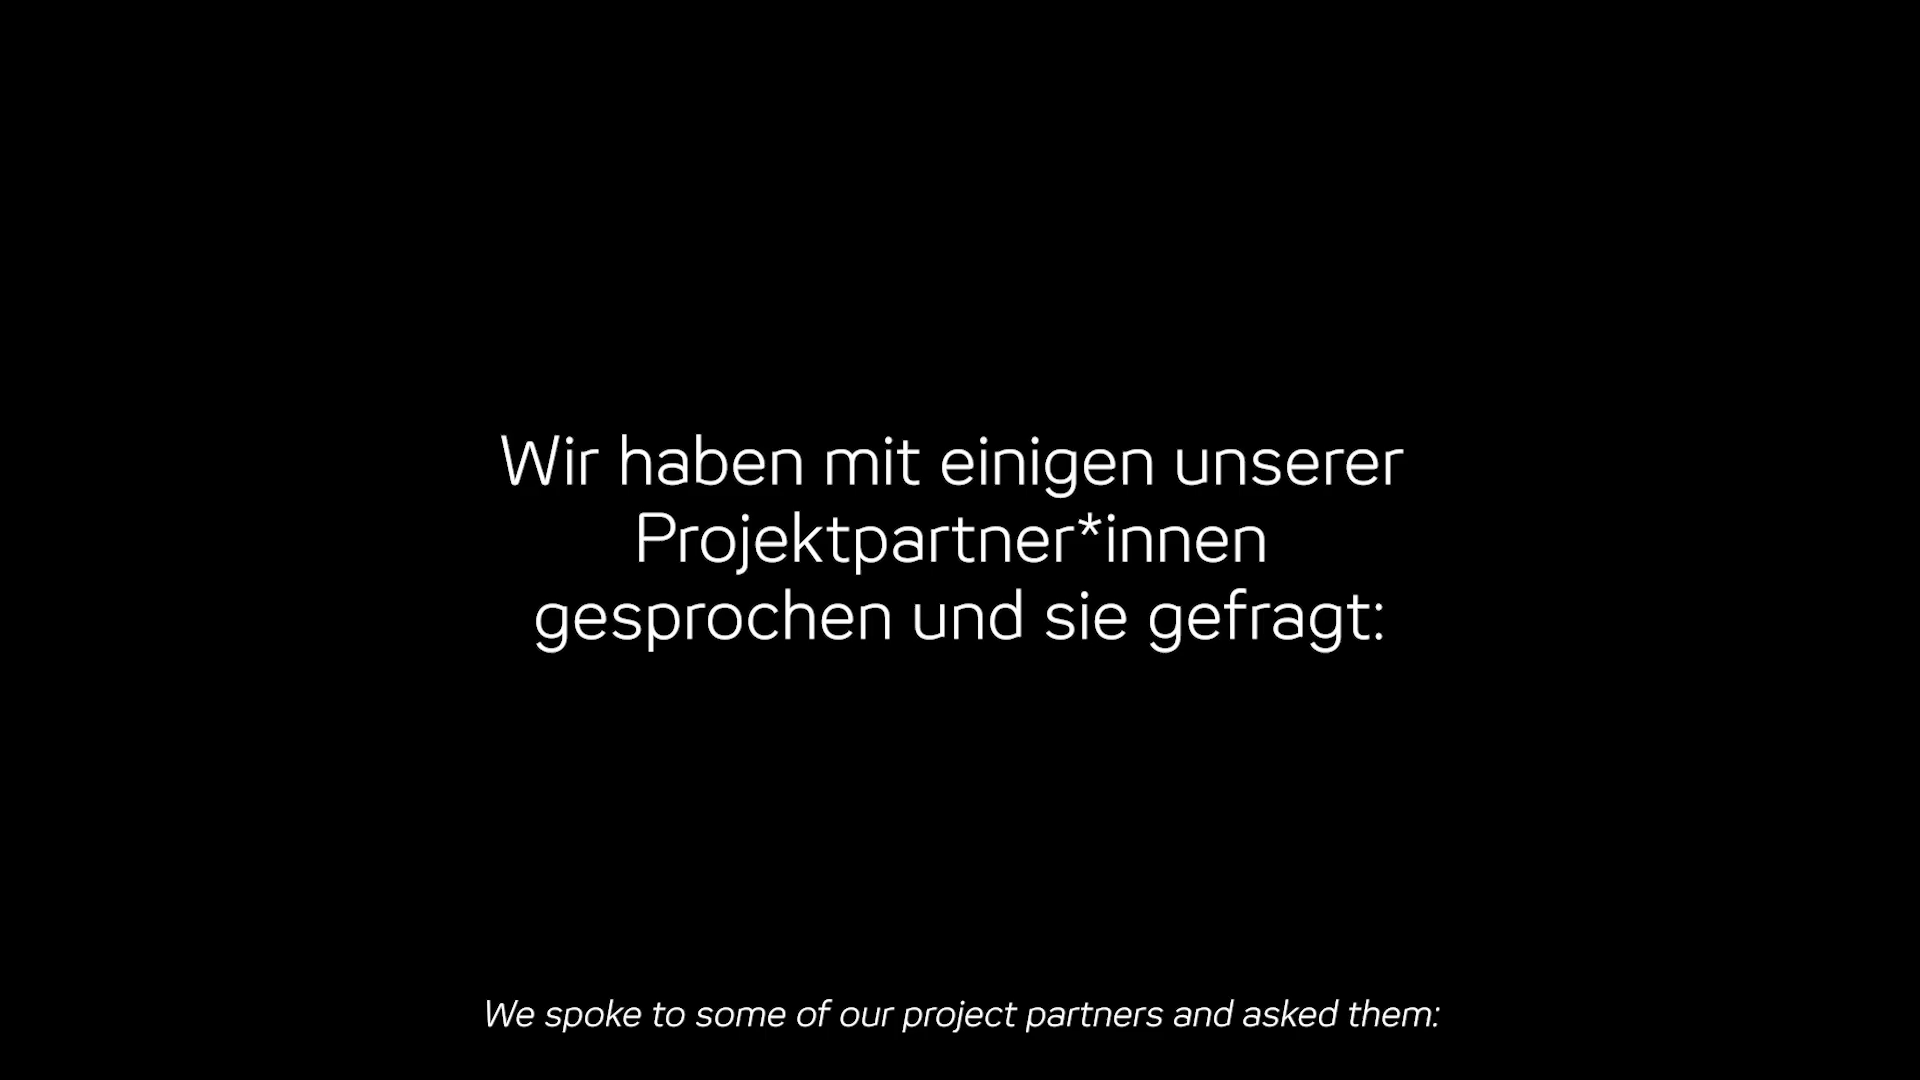 Wir haben mit einigen unserer
Projektpartner*innen
gesprochen und sie gefragt:
We spoke to some of our project partners and asked them: